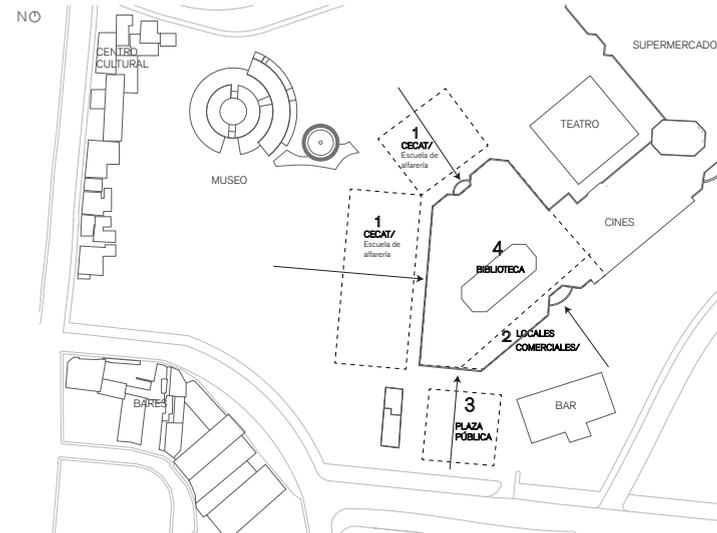 NO
CENTRO
CULTURAL
SUPERMERCADO
TEATRO
1
CECAT/
Escuela de
alfarería
MUSEO
1
CECAT/
Escuela de
alfarería
CINES
4
BIBLIOTECA
2 LOCALES
COMERCIALES/
BARES
3
PLAZA
PÚBLICA
BAR